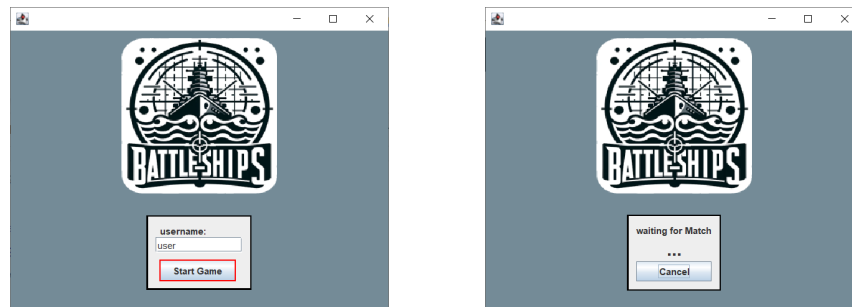 BATTLESHIPS
username:
user
Start Game
BATTLESHIPS
waiting for Match
...
Cancel